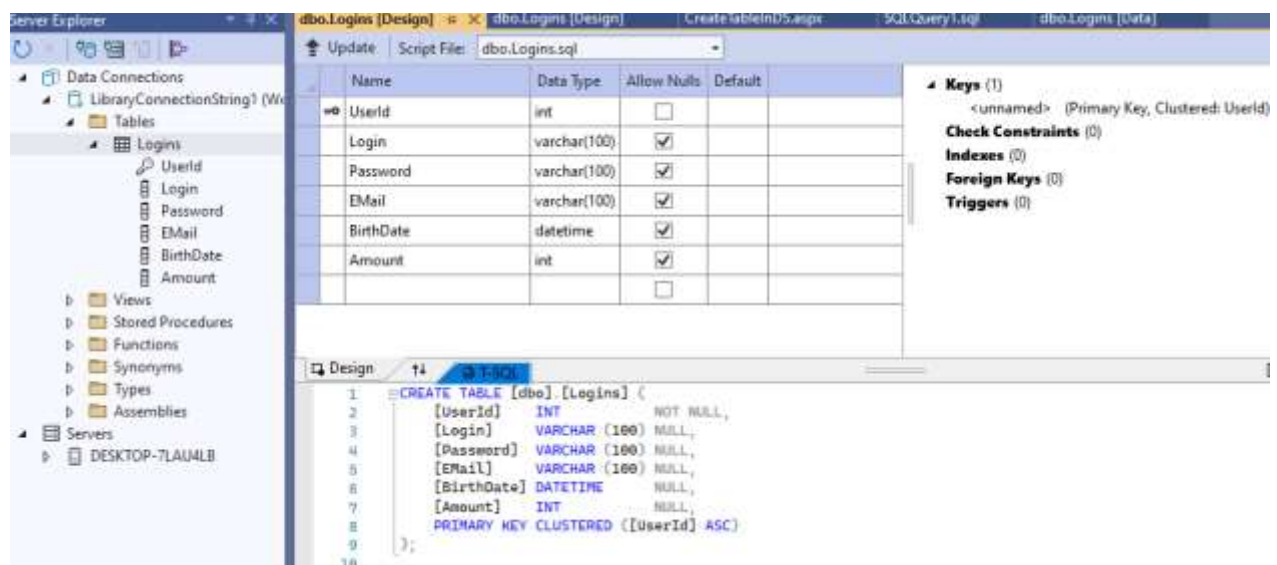 Server Explorer
dbo.Logins [Design]
dbo.Logins [Design]
CreateTableInDS.aspx
SQLQuery1.sql
dbo.Logins [Data]
Update
Script File:
dbo.Logins.sql
Data Connections
LibraryConnectionString1
Tables
Logins
UserId
Login
Password
EMail
BirthDate
Amount
Views
Stored Procedures
Functions
Synonyms
Types
Assemblies
Servers
DESKTOP-7LAU4LB
Name Data Type Allow Nulls Default
UserId int
Login varchar(100)
Password varchar(100)
EMail varchar(100)
BirthDate datetime
Amount int
Keys (1)
<unnamed> (Primary Key, Clustered: UserId)
Check Constraints (0)
Indexes (0)
Foreign Keys (0)
Triggers (0)
Design
T-SQL
1 CREATE TABLE [dbo].[Logins] (
2 [UserId] INT NOT NULL,
3 [Login] VARCHAR (100) NULL,
4 [Password] VARCHAR (100) NULL,
5 [EMail] VARCHAR (100) NULL,
6 [BirthDate] DATETIME NULL,
7 [Amount] INT NULL,
8 PRIMARY KEY CLUSTERED ([UserId] ASC)
9 );
10